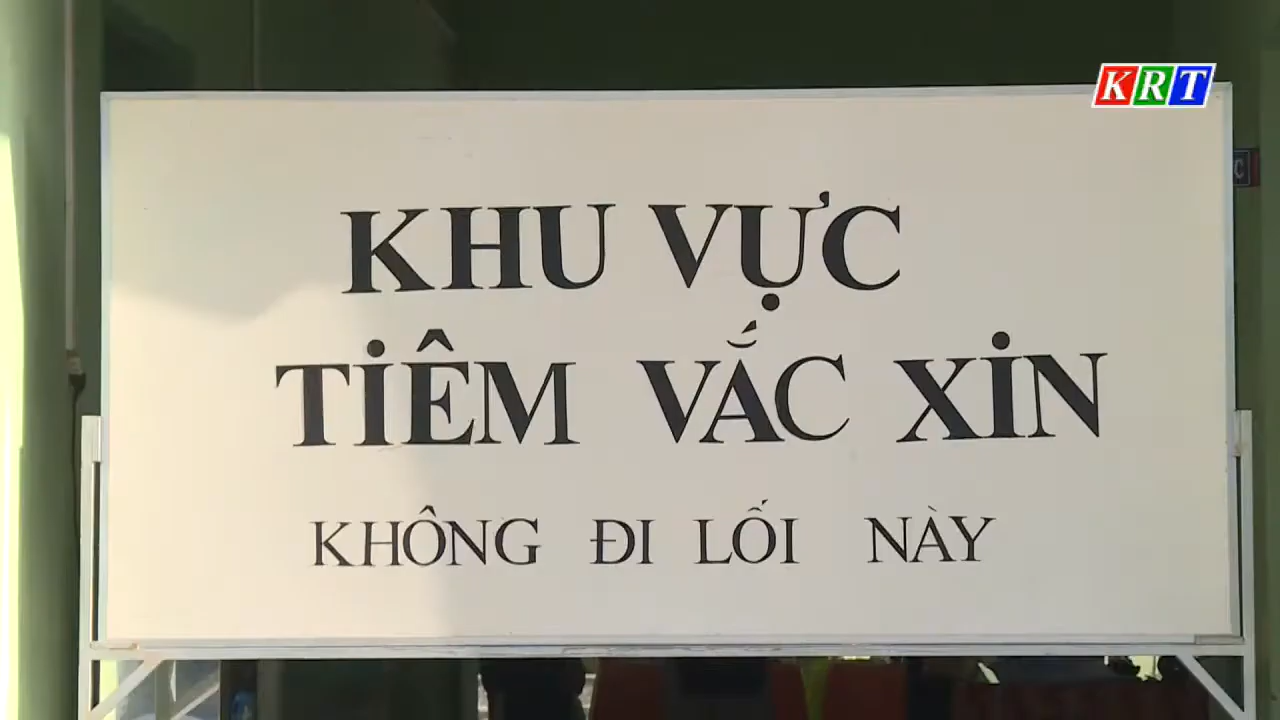 KRT
KHU VỰC
TIÊM VẮC XIN
KHÔNG ĐI LỐI NÀY